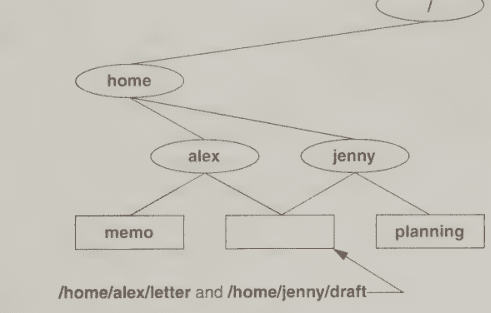 /
home
alex
jenny
memo
planning
/home/alex/letter and /home/jenny/draft